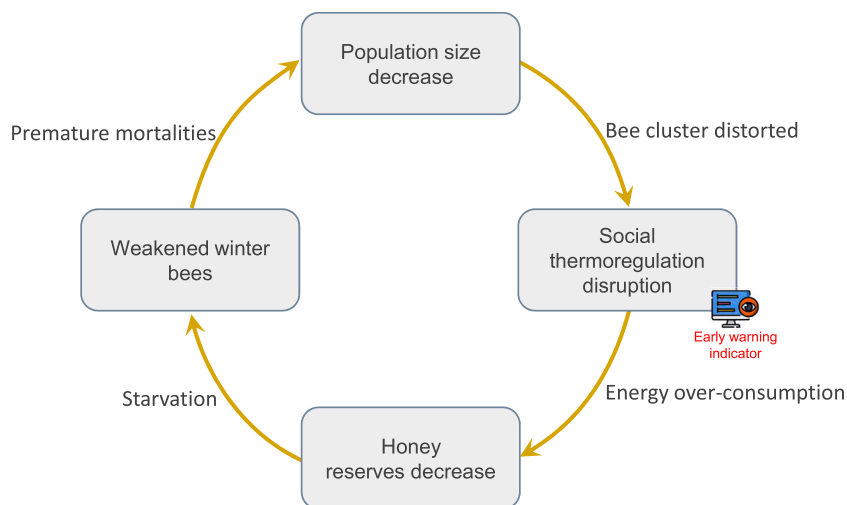 Population size
decrease
Premature mortalities
Bee cluster distorted
Weakened winter
bees
Social
thermoregulation
disruption
Early warning
indicator
Starvation
Energy over-consumption
Honey
reserves decrease